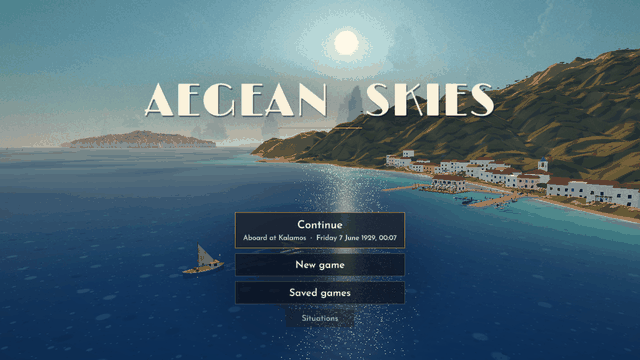 AEGEAN SKIES
Continue
Aboard at Kalamos · Friday 7 June 1929, 00:07
New game
Saved games
Situations